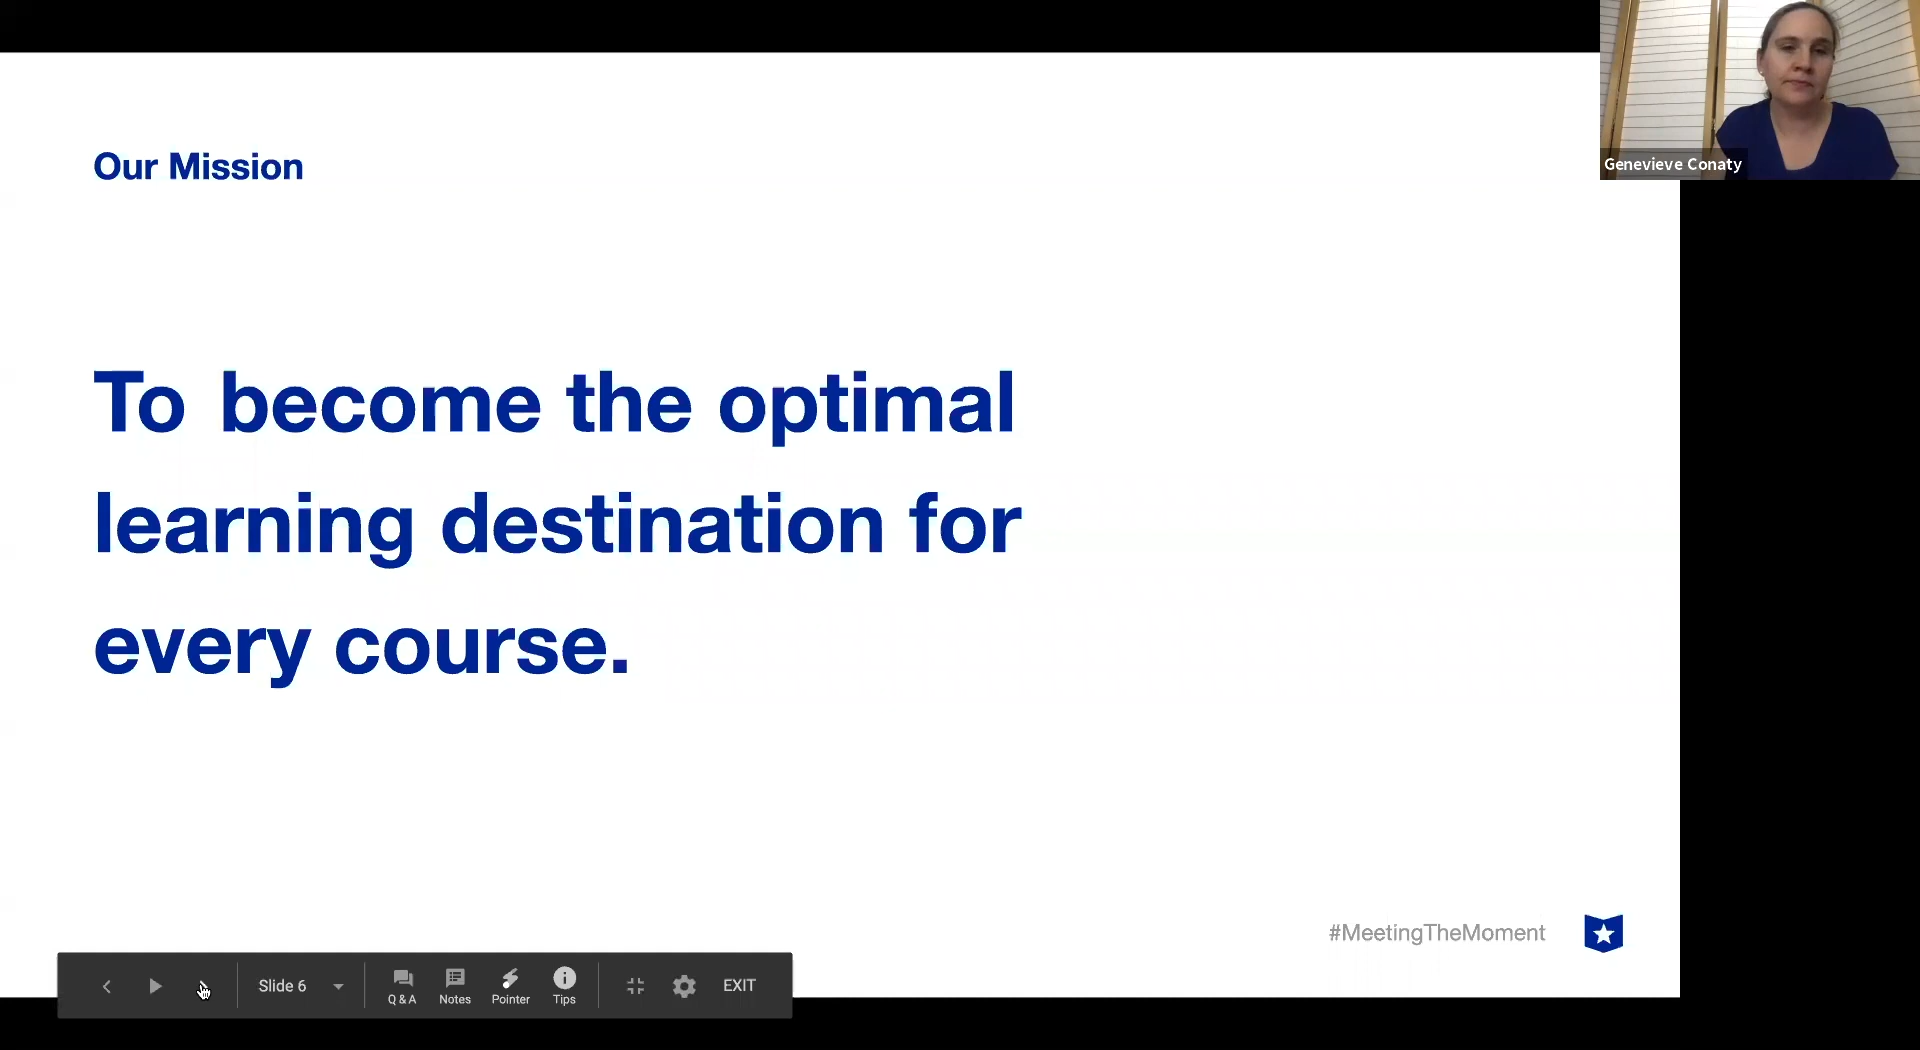 Our Mission
To become the optimal
learning destination for
every course.
#MeetingTheMoment
Genevieve Conaty
Slide 6
Q & A
Notes
Pointer
Tips
EXIT